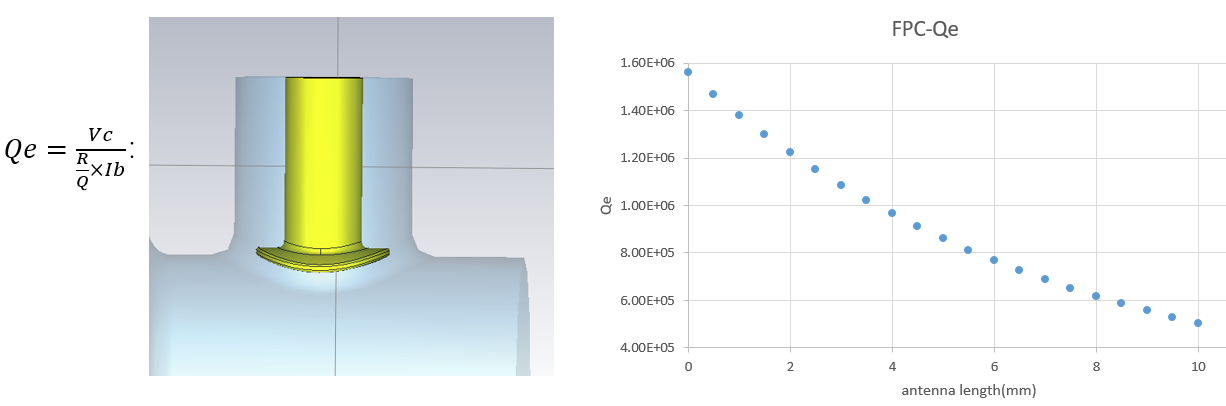 Qe = Vc / (R/Q × Ib):
FPC-Qe
1.60E+06
1.40E+06
1.20E+06
1.00E+06
8.00E+05
6.00E+05
4.00E+05
Qe
0 2 4 6 8 10
antenna length(mm)